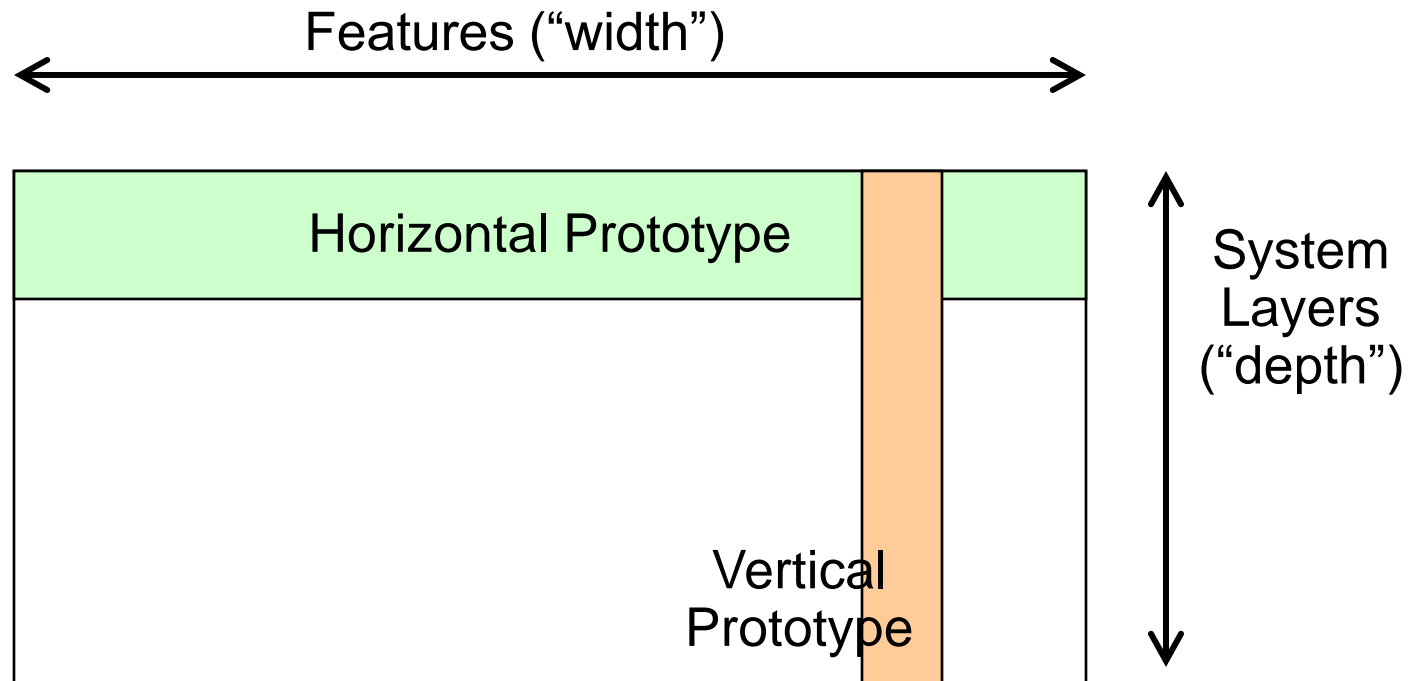 Features (“width”)
Horizontal Prototype
System
Layers
(“depth”)
Vertical
Prototype